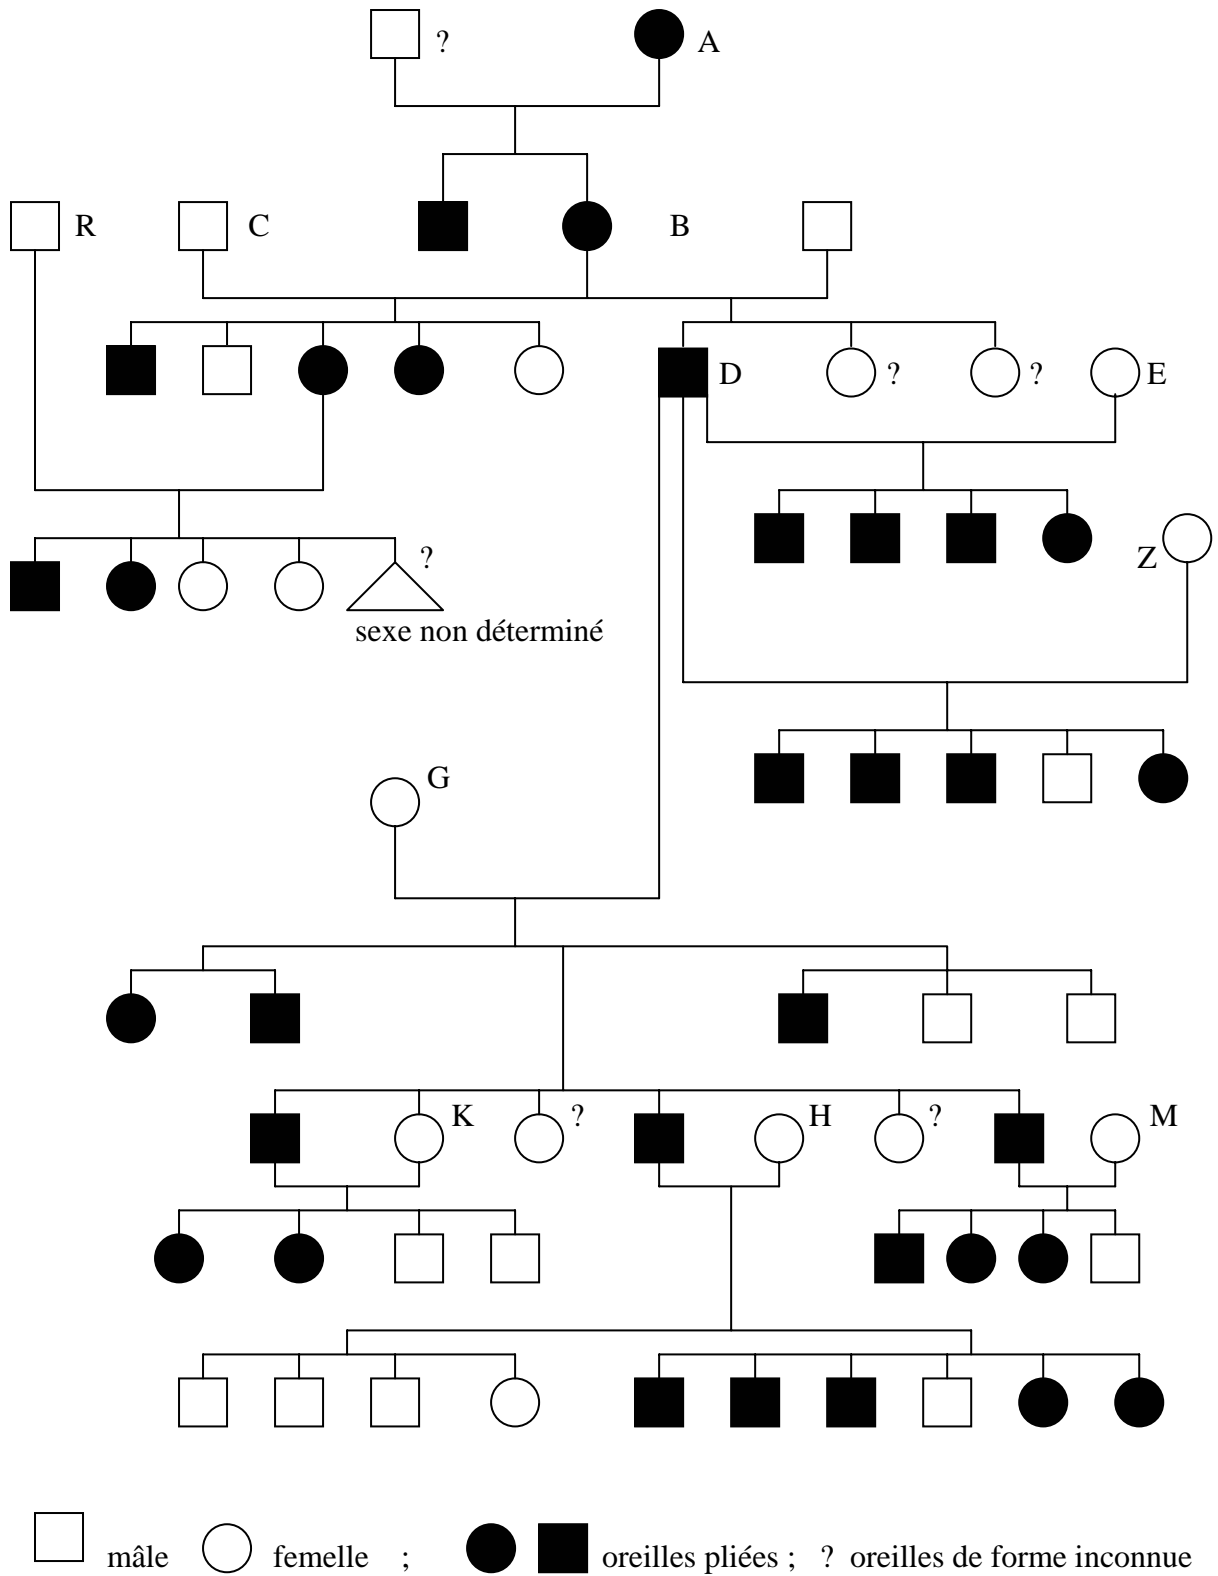 ? A
R C B
D ? ? E
?
Z
sexe non déterminé
G
K ? H ? M
mâle femelle ; oreilles pliées ; ? oreilles de forme inconnue